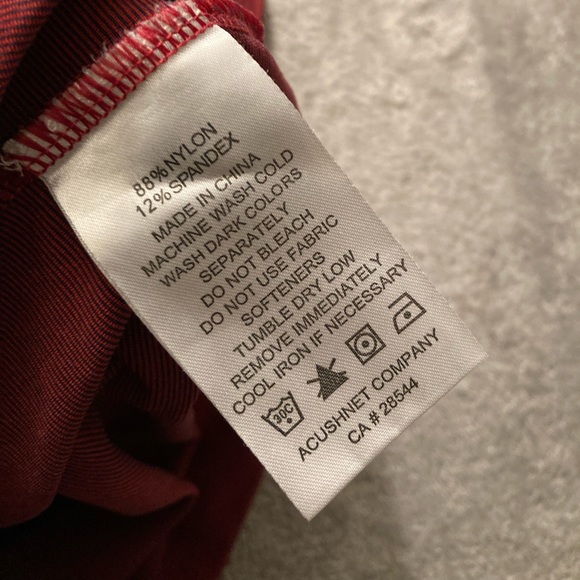 88%NYLON
12%SPANDEX
MADE IN CHINA
MACHINE WASH COLD
WASH DARK COLORS
SEPARATELY
DO NOT BLEACH
DO NOT USE FABRIC
SOFTENERS
TUMBLE DRY LOW
REMOVE IMMEDIATELY
COOL IRON IF NECESSARY
30C
ACUSHNET COMPANY
CA # 28544